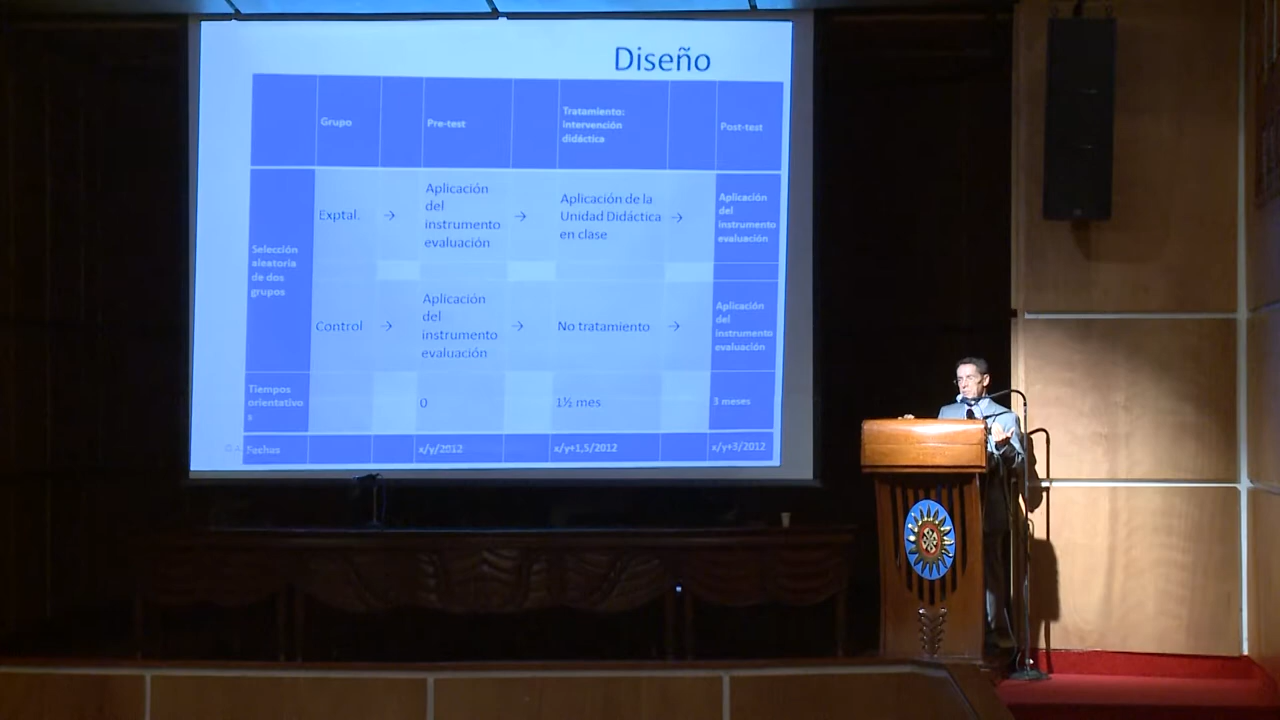 Diseño
Grupo
Pre-test
Tratamiento:
intervención
didáctica
Post-test
Selección
aleatoria
de dos
grupos
Exptal.
→
Aplicación
del
instrumento
evaluación
→
Aplicación de la
Unidad Didáctica
en clase
→
Aplicación
del
instrumento
evaluación
Control
→
Aplicación
del
instrumento
evaluación
→
No tratamiento
→
Aplicación
del
instrumento
evaluación
Tiempos
orientativo
s
0
1½ mes
3 meses
Fechas
x/y/2012
x/y+1,5/2012
x/y+3/2012